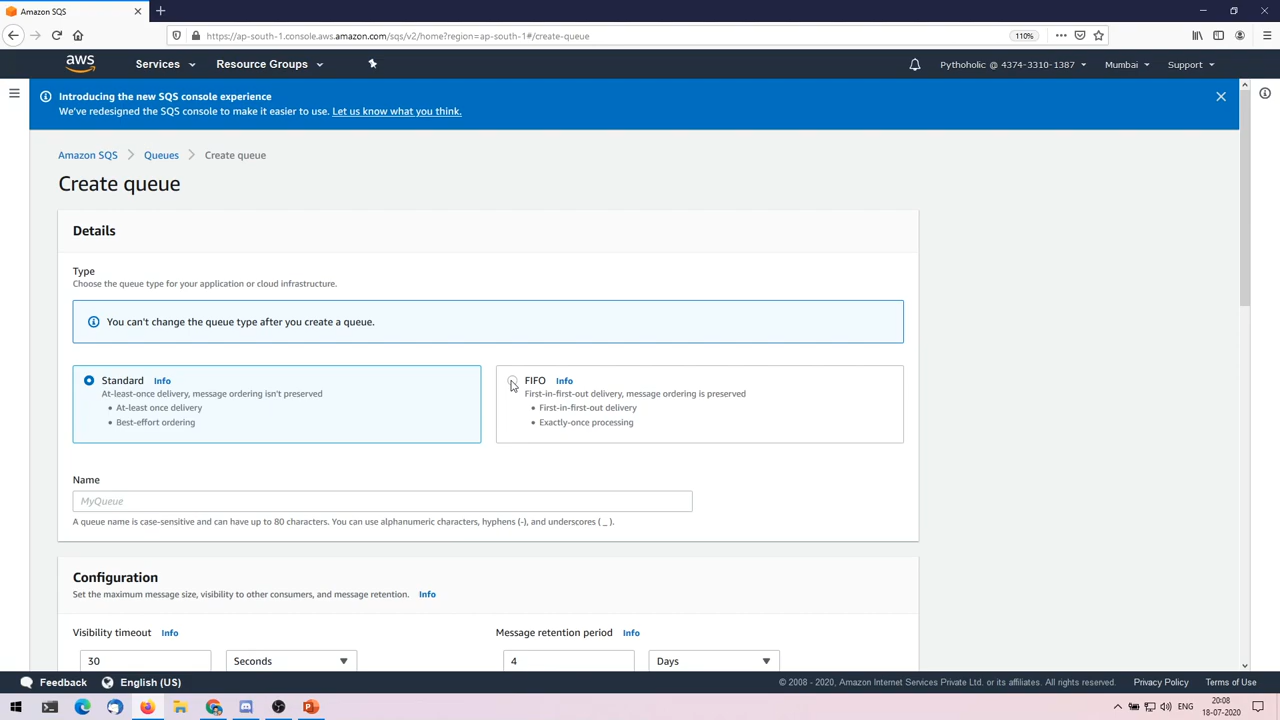 Amazon SQS
https://ap-south-1.console.aws.amazon.com/sqs/v2/home?region=ap-south-1#/create-queue
110%
aws
Services
Resource Groups
Pythoholic @ 4374-3310-1387
Mumbai
Support
Introducing the new SQS console experience
We've redesigned the SQS console to make it easier to use. Let us know what you think.
Amazon SQS
Queues
Create queue
Create queue
Details
Type
Choose the queue type for your application or cloud infrastructure.
You can't change the queue type after you create a queue.
Standard Info
At-least-once delivery, message ordering isn't preserved
• At-least once delivery
• Best-effort ordering
FIFO Info
First-in-first-out delivery, message ordering is preserved
• First-in-first-out delivery
• Exactly-once processing
Name
MyQueue
A queue name is case-sensitive and can have up to 80 characters. You can use alphanumeric characters, hyphens (-), and underscores ( _ ).
Configuration
Set the maximum message size, visibility to other consumers, and message retention. Info
Visibility timeout Info
30
Seconds
Message retention period Info
4
Days
Feedback
English (US)
© 2008 - 2020, Amazon Internet Services Private Ltd. or its affiliates. All rights reserved.
Privacy Policy
Terms of Use
ENG
20:08
18-07-2020